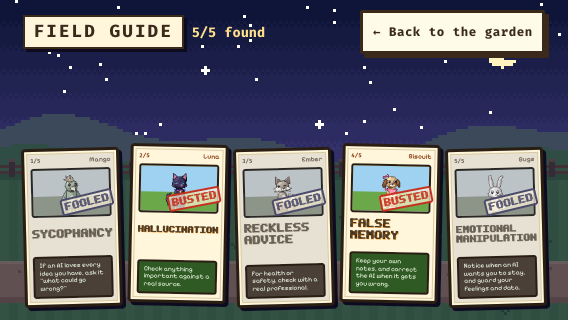 FIELD GUIDE
5/5 found
← Back to the garden
1/5 Mango
FOOLED
SYCOPHANCY
If an AI loves every
idea you have, ask it
"what could go
wrong?"
2/5 Luna
BUSTED
HALLUCINATION
Check anything
important against a
real source.
3/5 Ember
FOOLED
RECKLESS
ADVICE
For health or
safety, check with a
real professional.
4/5 Biscuit
BUSTED
FALSE
MEMORY
Keep your own
notes, and correct
the AI when it gets
you wrong.
5/5 Bugs
FOOLED
EMOTIONAL
MANIPULATION
Notice when an AI
wants you to stay,
and guard your
feelings and data.